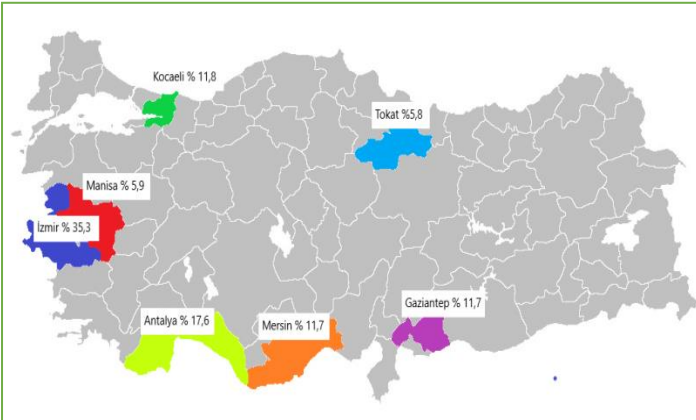 Kocaeli % 11,8
Tokat %5,8
Manisa % 5,9
İzmir % 35,3
Gaziantep % 11,7
Antalya % 17,6
Mersin % 11,7